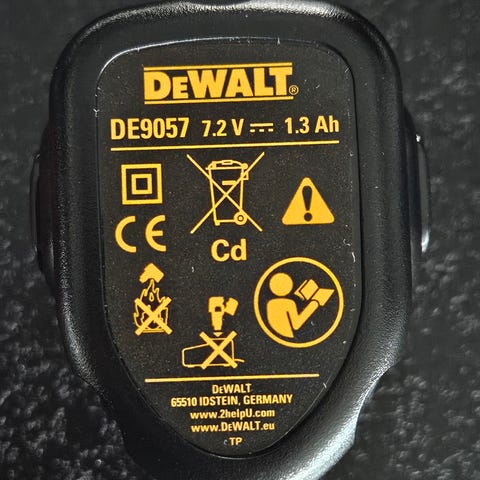 DEWALT®
DE9057 7.2 V ⎓ 1.3 Ah
CE
Cd
DEWALT
65510 IDSTEIN, GERMANY
www.2helpU.com
www.DEWALT.eu
TP